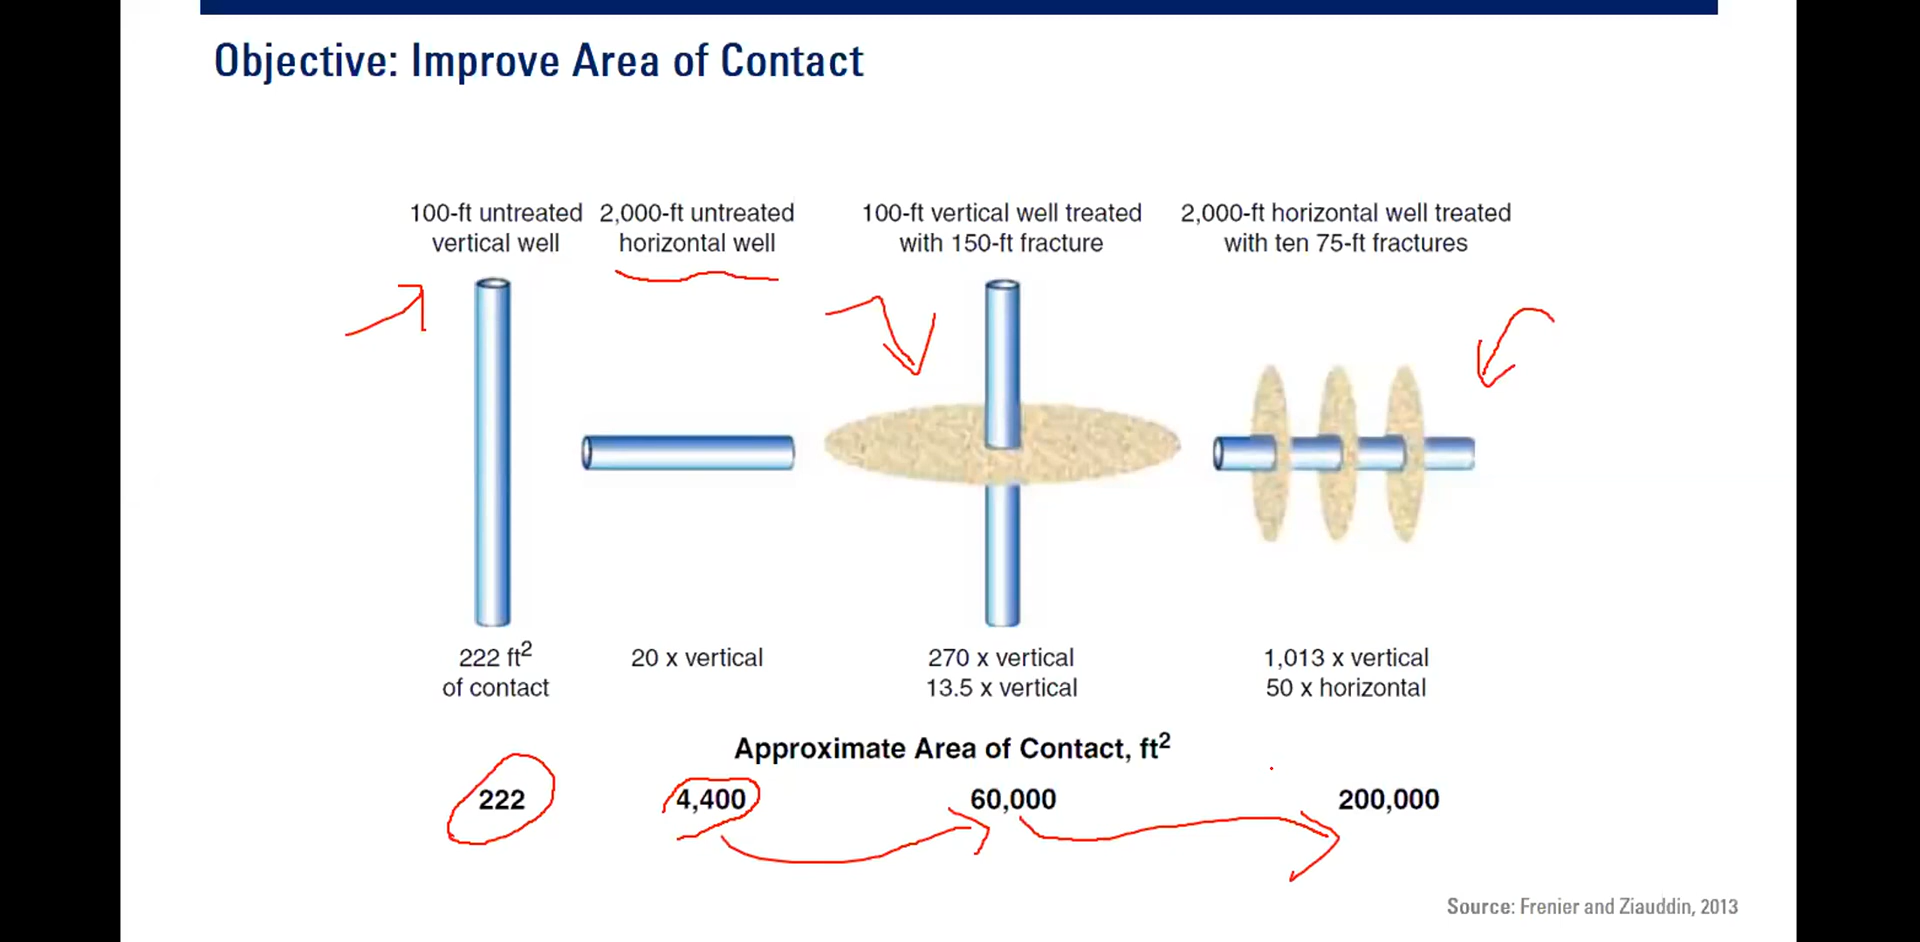 Objective: Improve Area of Contact
100-ft untreated
vertical well
2,000-ft untreated
horizontal well
100-ft vertical well treated
with 150-ft fracture
2,000-ft horizontal well treated
with ten 75-ft fractures
222 ft²
of contact
20 x vertical
270 x vertical
13.5 x vertical
1,013 x vertical
50 x horizontal
Approximate Area of Contact, ft²
222 4,400 60,000 200,000
Source: Frenier and Ziauddin, 2013